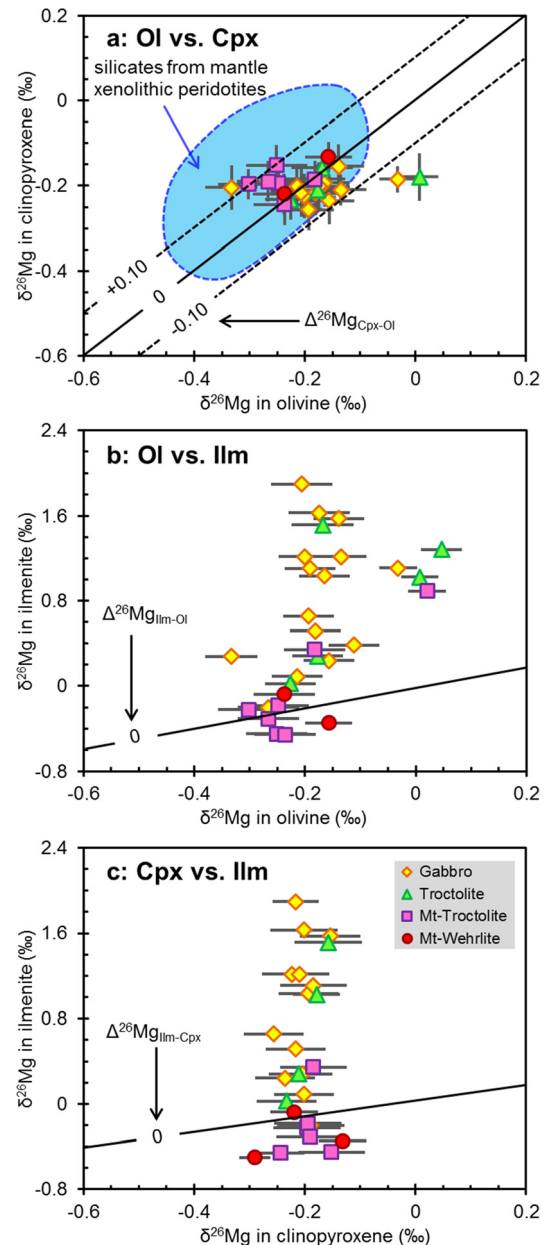 a: Ol vs. Cpx
silicates from mantle
xenolithic peridotites
+0.10
0
-0.10
Δ²⁶Mg_Cpx-Ol
0.2
0
-0.2
-0.4
-0.6
δ²⁶Mg in clinopyroxene (‰)
-0.6
-0.4
-0.2
0
0.2
δ²⁶Mg in olivine (‰)
b: Ol vs. Ilm
Δ²⁶Mg_Ilm-Ol
0
2.4
1.6
0.8
0
-0.8
δ²⁶Mg in ilmenite (‰)
-0.6
-0.4
-0.2
0
0.2
δ²⁶Mg in olivine (‰)
c: Cpx vs. Ilm
Gabbro
Troctolite
Mt-Troctolite
Mt-Wehrlite
Δ²⁶Mg_Ilm-Cpx
0
2.4
1.6
0.8
0
-0.8
δ²⁶Mg in ilmenite (‰)
-0.6
-0.4
-0.2
0
0.2
δ²⁶Mg in clinopyroxene (‰)